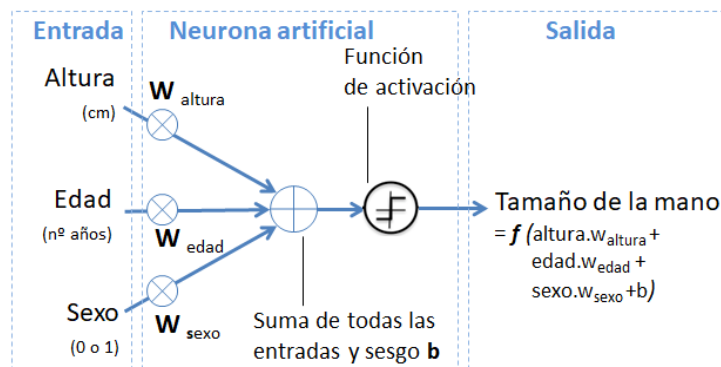 Entrada
Neurona artificial
Salida
Altura
(cm)
W altura
Función
de activación
Edad
(nº años)
W edad
Tamaño de la mano
= f (altura.waltura +
edad.wedad +
sexo.wsexo +b)
Sexo
(0 o 1)
W sexo
Suma de todas las
entradas y sesgo b